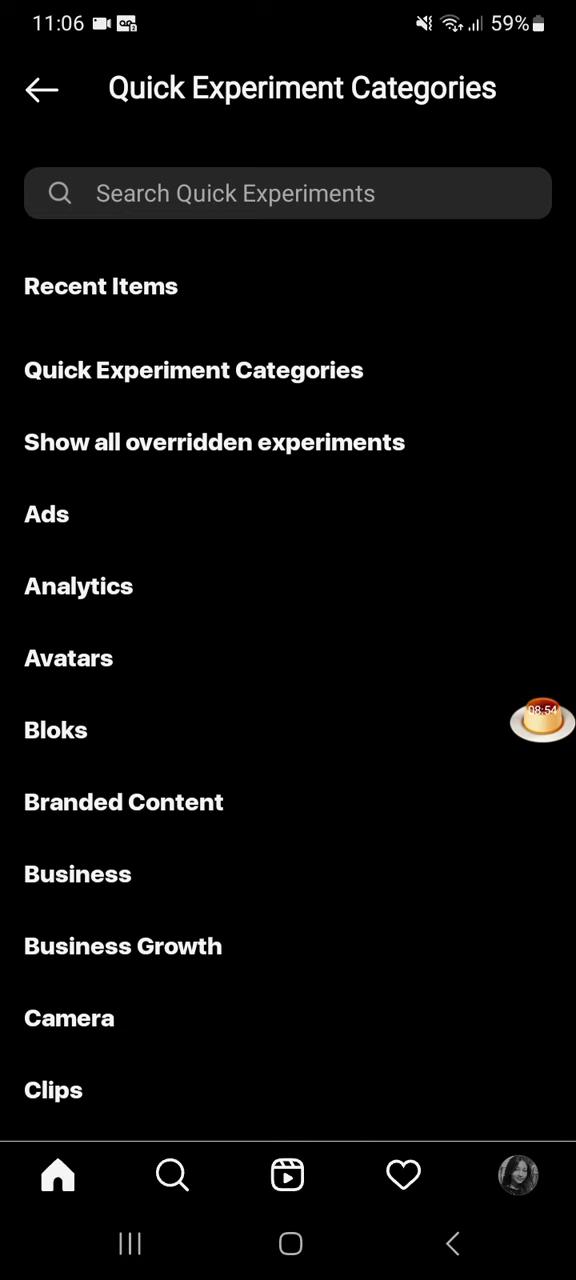 11:06 59%
Quick Experiment Categories
Search Quick Experiments
Recent Items
Quick Experiment Categories
Show all overridden experiments
Ads
Analytics
Avatars
08:54
Bloks
Branded Content
Business
Business Growth
Camera
Clips